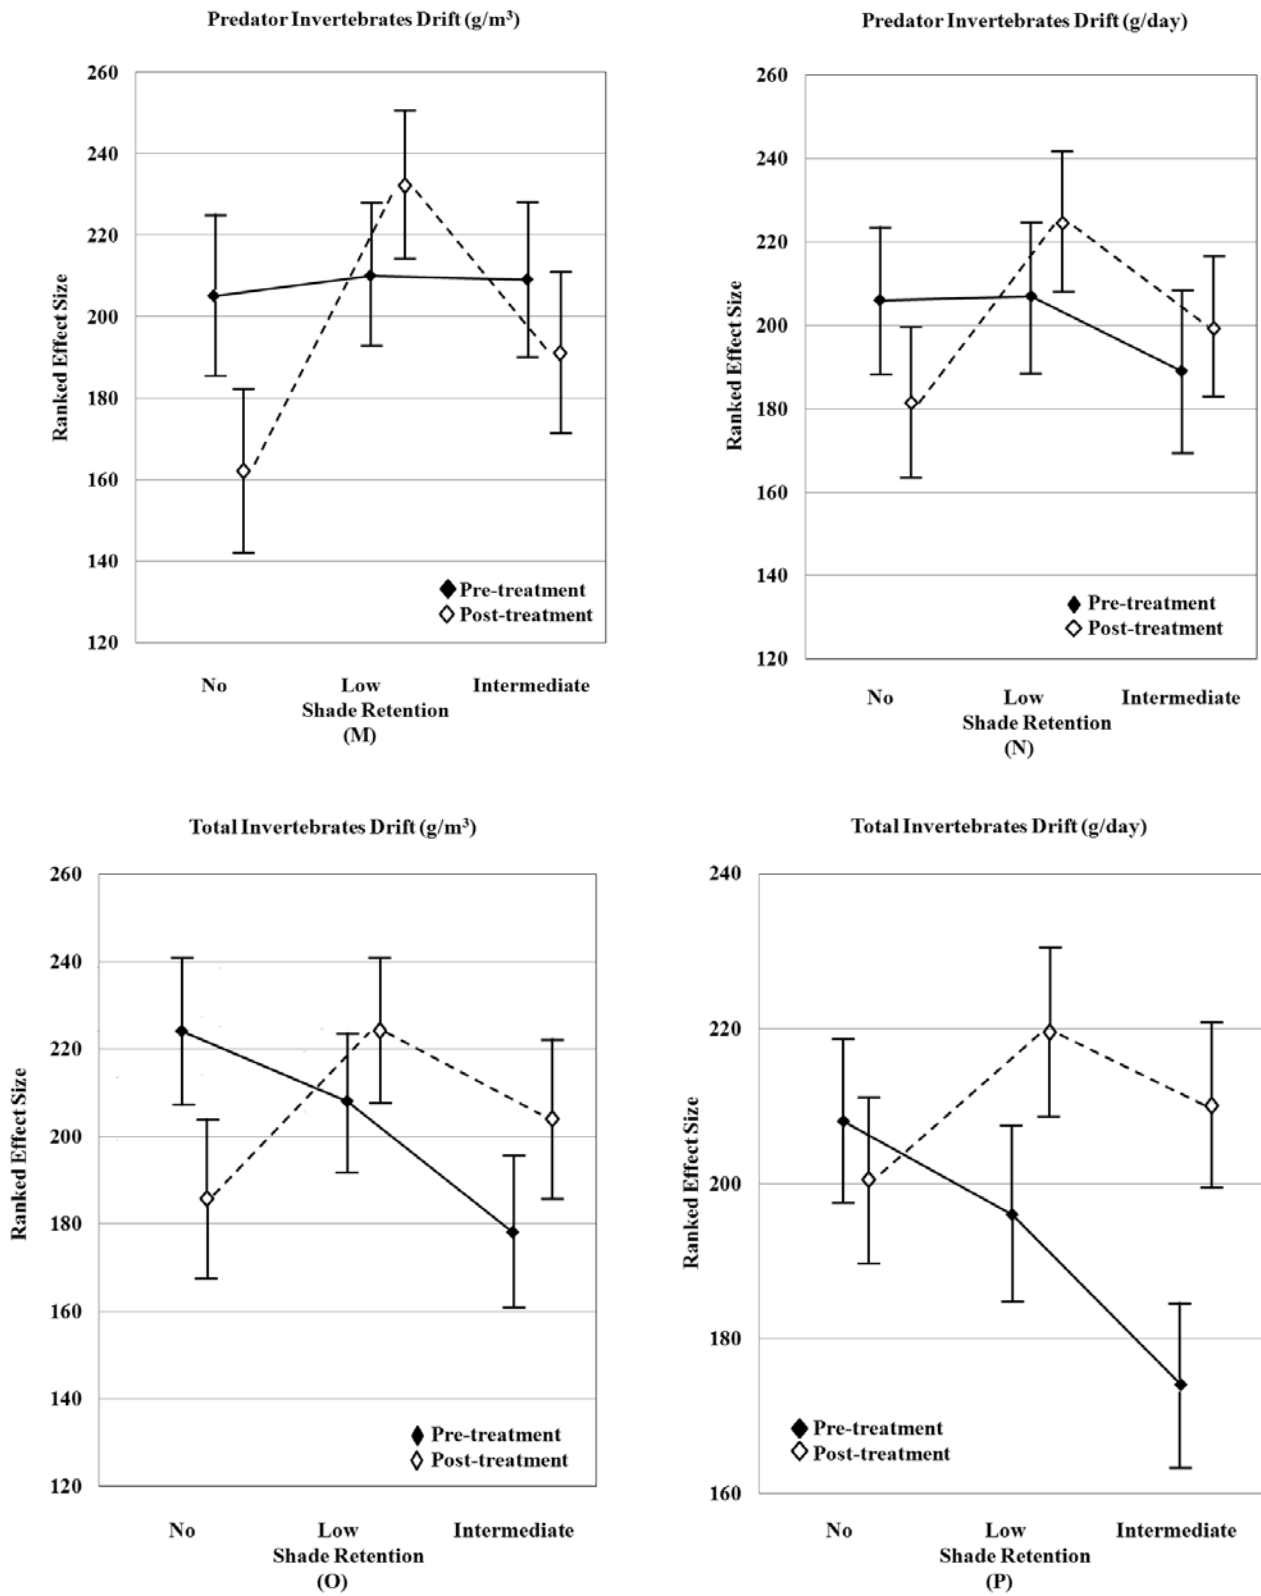 Predator Invertebrates Drift (g/m³)
260
240
220
200
180
160
140
120
Ranked Effect Size
Pre-treatment
Post-treatment
No Low Intermediate
Shade Retention
(M)
Predator Invertebrates Drift (g/day)
260
240
220
200
180
160
140
120
Ranked Effect Size
Pre-treatment
Post-treatment
No Low Intermediate
Shade Retention
(N)
Total Invertebrates Drift (g/m³)
260
240
220
200
180
160
140
120
Ranked Effect Size
Pre-treatment
Post-treatment
No Low Intermediate
Shade Retention
(O)
Total Invertebrates Drift (g/day)
240
220
200
180
160
Ranked Effect Size
Pre-treatment
Post-treatment
No Low Intermediate
Shade Retention
(P)